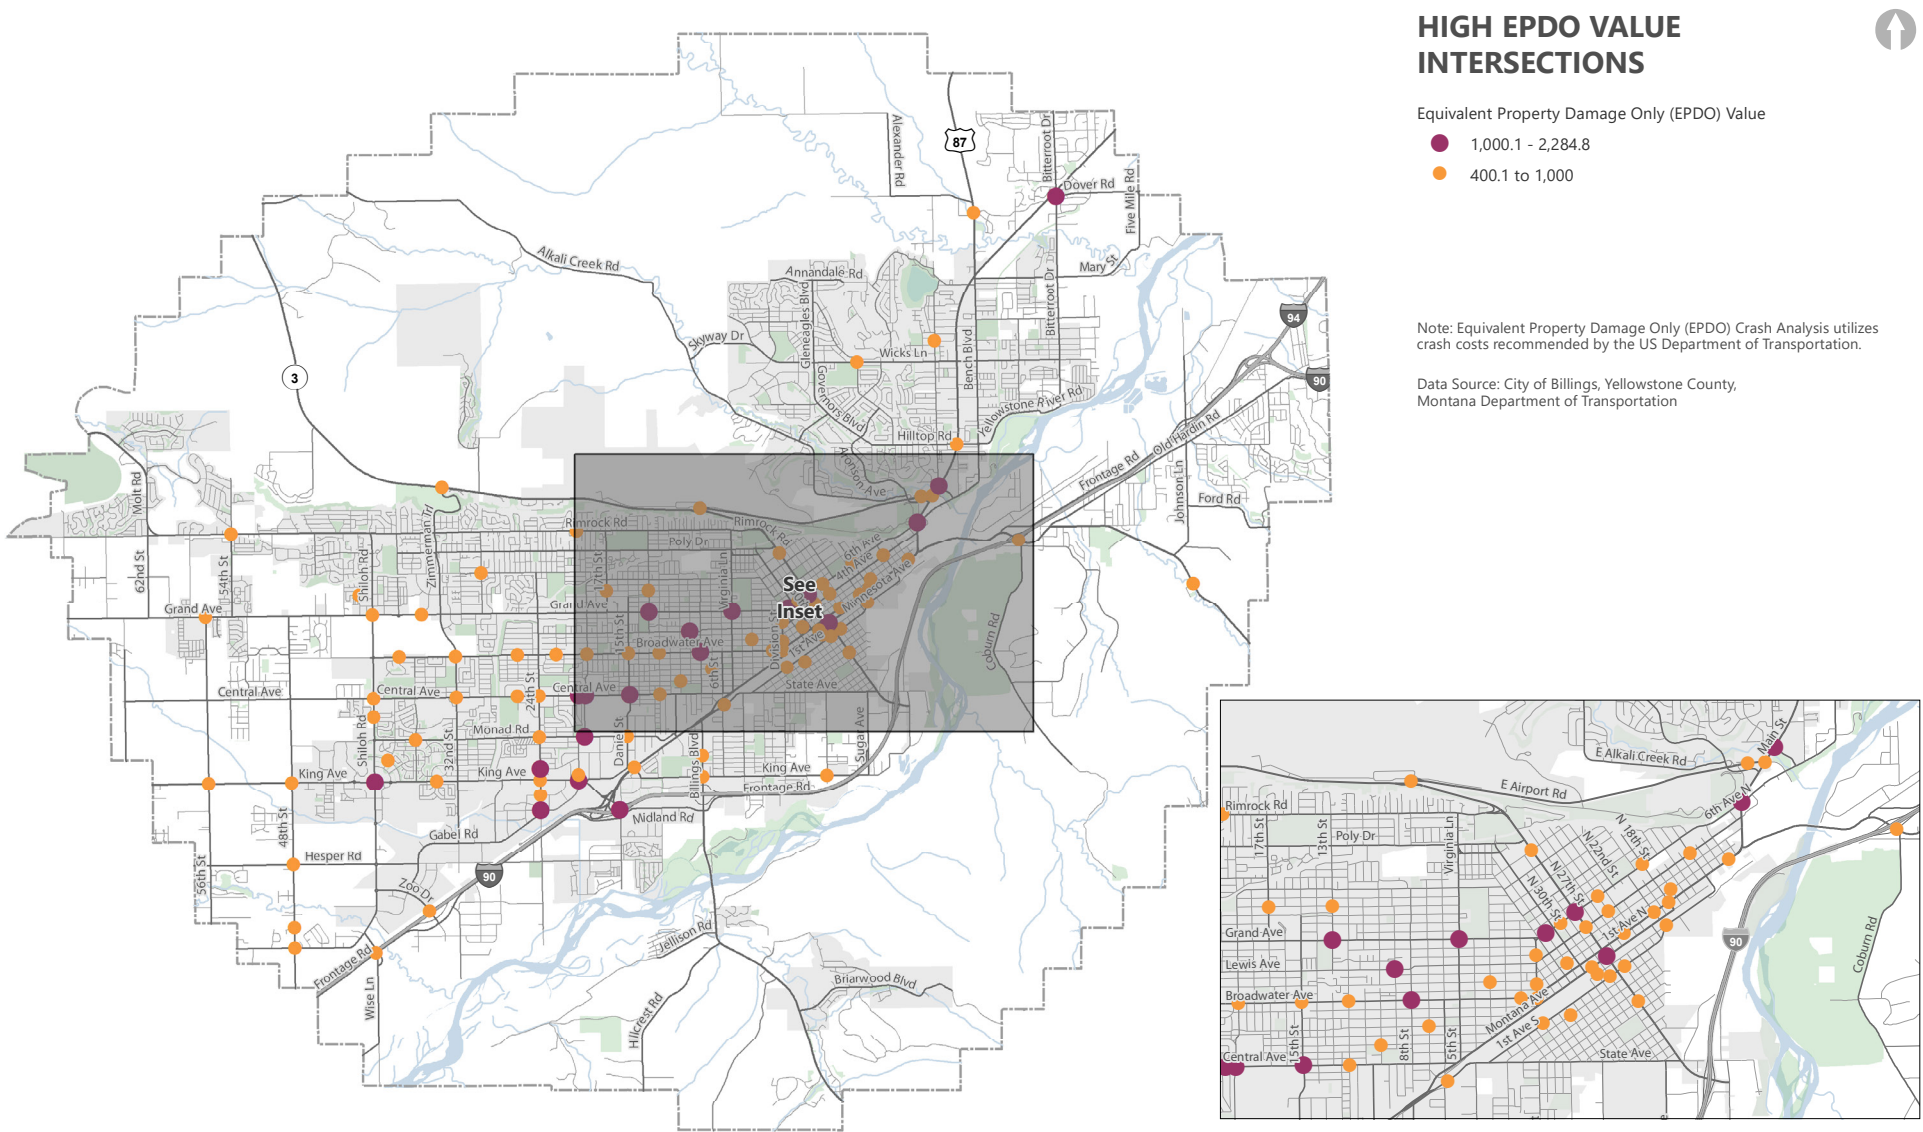 HIGH EPDO VALUE
INTERSECTIONS
Equivalent Property Damage Only (EPDO) Value
1,000.1 - 2,284.8
400.1 to 1,000
Note: Equivalent Property Damage Only (EPDO) Crash Analysis utilizes
crash costs recommended by the US Department of Transportation.
Data Source: City of Billings, Yellowstone County,
Montana Department of Transportation
87
Alexander Rd
Bitterroot Dr
Dover Rd
Five Mile Rd
Alkali Creek Rd
Annandale Rd
Mary St
Gleneagles Blvd
Bitterroot Dr
94
Skyway Dr
Wicks Ln
Bench Blvd
3
90
Governors Blvd
Yellowstone River Rd
Hilltop Rd
Old Hardin Rd
Frontage Rd
Aronson Ave
Molt Rd
Johnson Ln
Ford Rd
Zimmerman Trl
Rimrock Rd
Rimrock Rd
Poly Dr
6th Ave
4th Ave
62nd St
54th St
Shiloh Rd
17th St
Virginia Ln
See
Inset
Minnesota Ave
Grand Ave
Grand Ave
15th St
Broadwater Ave
Division St
1st Ave
6th St
Coburn Rd
Central Ave
Central Ave
24th St
Central Ave
State Ave
Shiloh Rd
32nd St
Monad Rd
Daniel St
Billings Blvd
Sugar Ave
King Ave
King Ave
King Ave
Frontage Rd
48th St
Midland Rd
Gabel Rd
Hesper Rd
56th St
90
Zoo Dr
Frontage Rd
Wise Ln
Jellison Rd
Hillcrest Rd
Briarwood Blvd
Main St
E Alkali Creek Rd
E Airport Rd
6th Ave N
Rimrock Rd
17th St
13th St
Poly Dr
Virginia Ln
N 18th St
N 22nd St
N 27th St
N 30th St
1st Ave N
Grand Ave
90
Coburn Rd
Lewis Ave
Broadwater Ave
Montana Ave
1st Ave S
15th St
8th St
5th St
Central Ave
State Ave